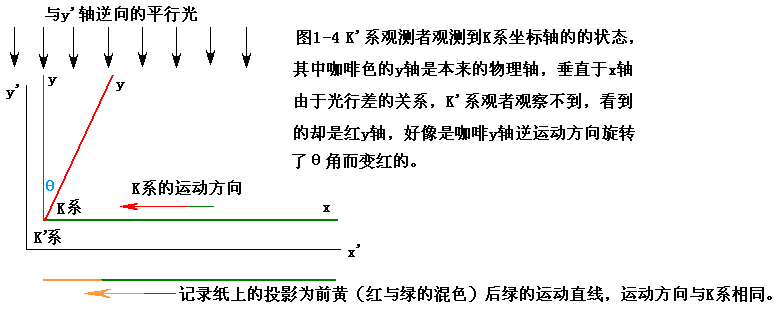 与y'轴逆向的平行光
图1-4 K'系观测者观测到K系坐标轴的的状态，
其中咖啡色的y轴是本来的物理轴，垂直于x轴
由于光行差的关系，K'系观者观察不到，看到
的却是红y轴，好像是咖啡y轴逆运动方向旋转
了θ角而变红的。
y'
y
y
θ
K系的运动方向
K系
x
K'系
x'
记录纸上的投影为前黄（红与绿的混色）后绿的运动直线，运动方向与K系相同。